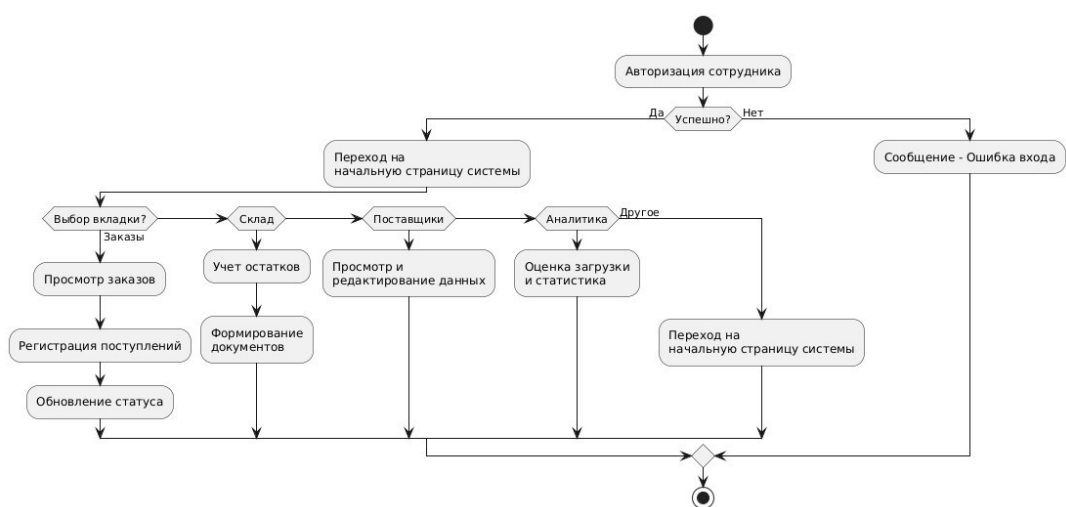 Авторизация сотрудника
Да
Успешно?
Нет
Переход на
начальную страницу системы
Сообщение - Ошибка входа
Выбор вкладки?
Заказы
Склад
Поставщики
Аналитика
Другое
Просмотр заказов
Учет остатков
Просмотр и
редактирование данных
Оценка загрузки
и статистика
Регистрация поступлений
Формирование
документов
Переход на
начальную страницу системы
Обновление статуса